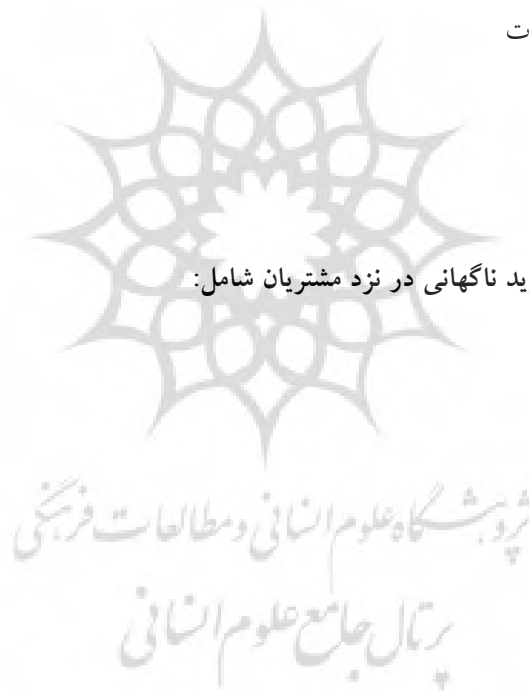 ت
ید ناگهانی در نزد مشتریان شامل:
پژوهشگاه علوم انسانی و مطالعات فرهنگی
پرتال جامع علوم انسانی